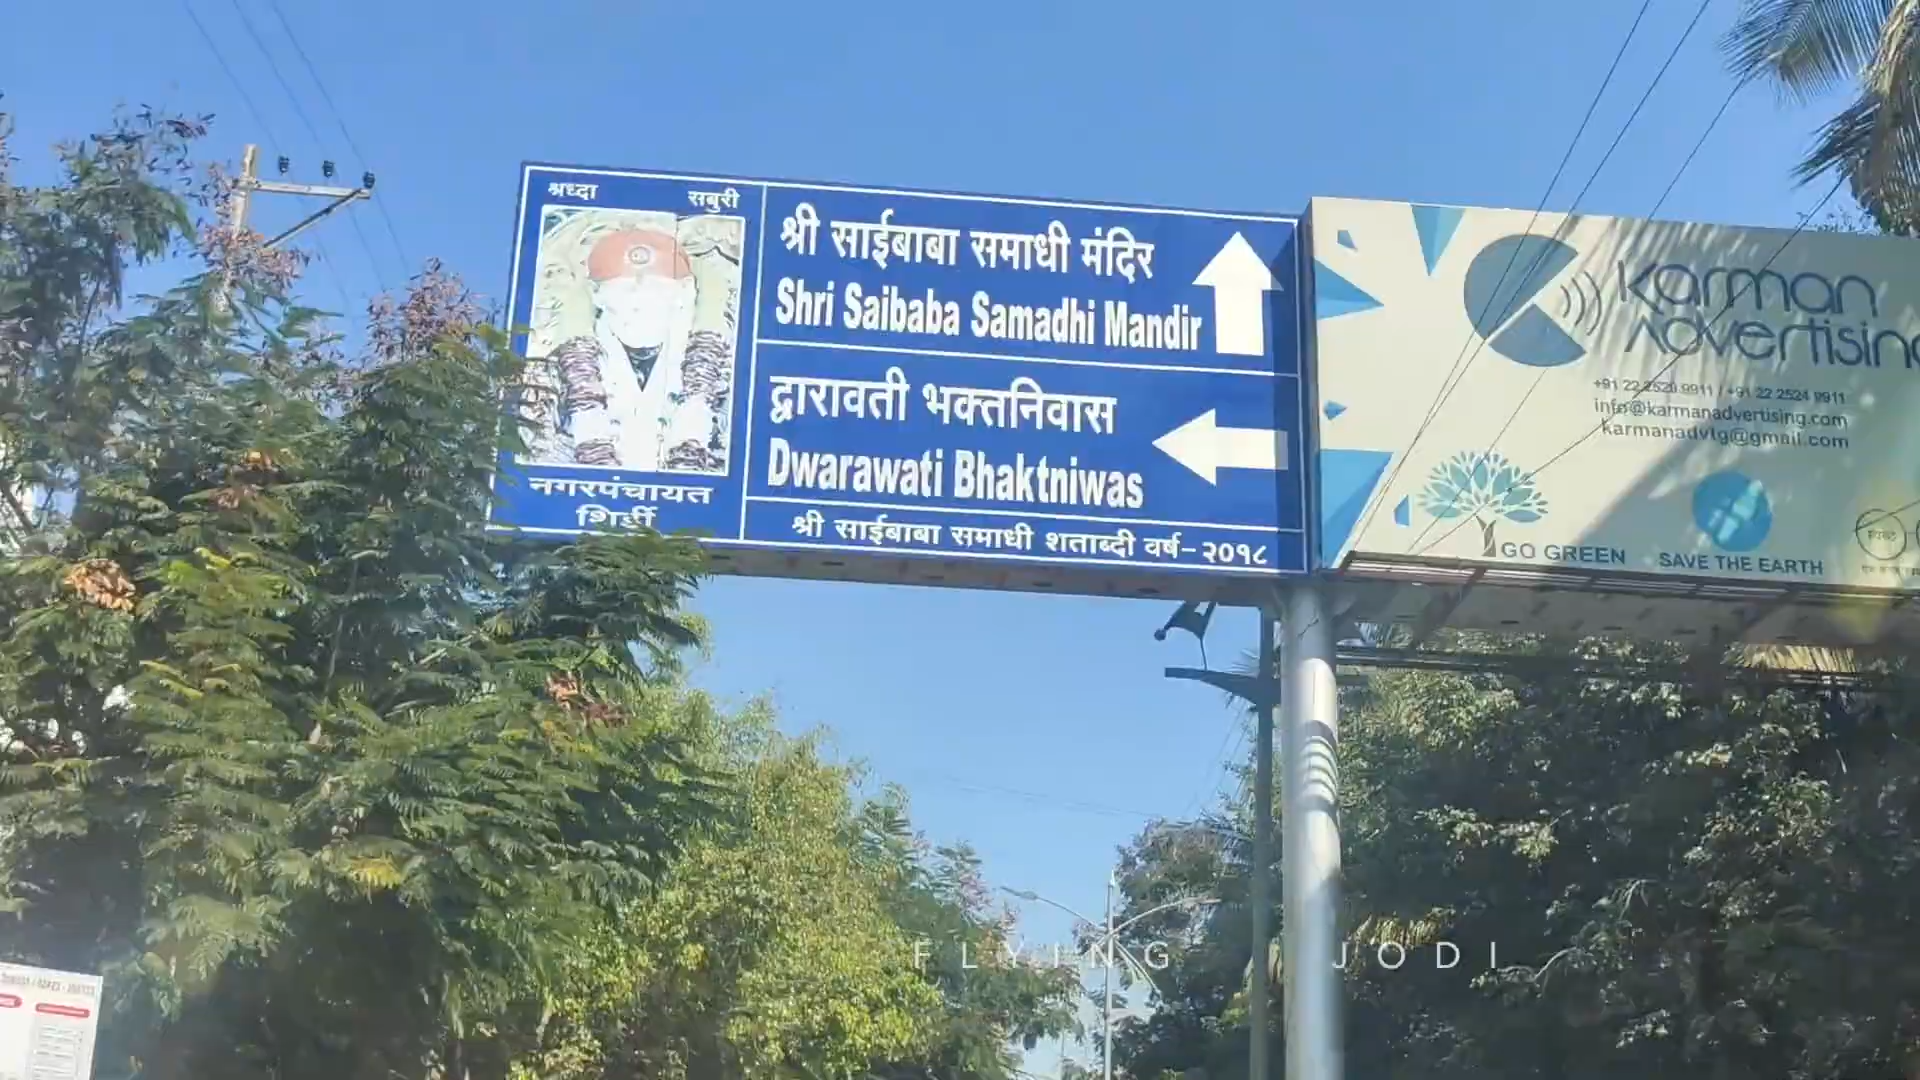 श्रध्दा सबुरी
नगरपंचायत
शिर्डी
श्री साईबाबा समाधी मंदिर
Shri Saibaba Samadhi Mandir
द्वारावती भक्तनिवास
Dwarawati Bhaktniwas
श्री साईबाबा समाधी शताब्दी वर्ष-२०१८
Karman
Advertising
+91 22 2520 9911 / +91 22 2524 9911
info@karmanadvertising.com
karmanadvtg@gmail.com
GO GREEN
SAVE THE EARTH
FLYING JODI